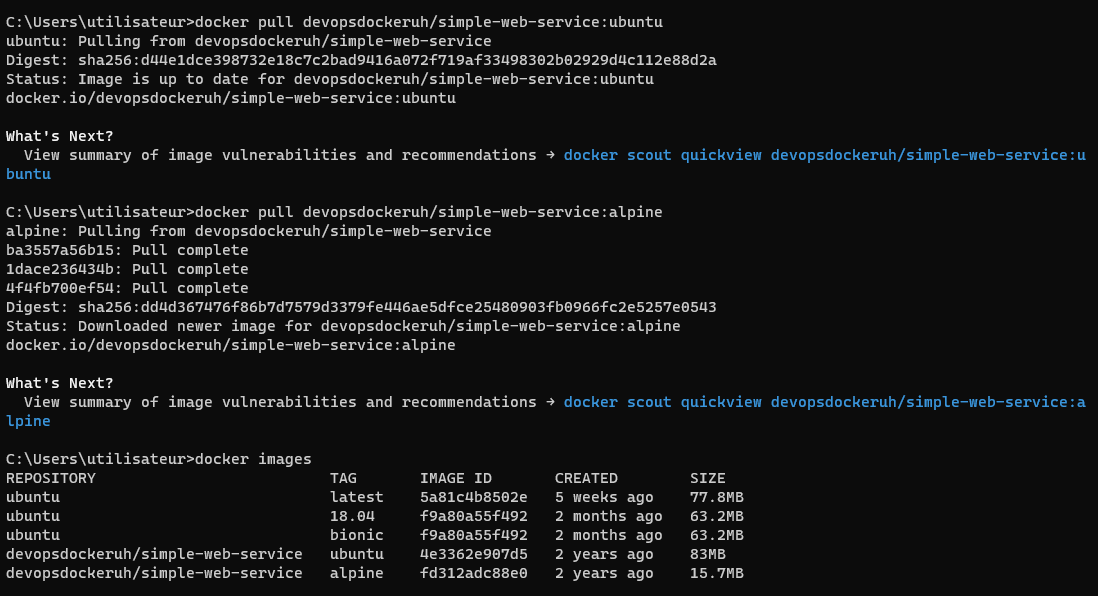 C:\Users\utilisateur>docker pull devopsdockeruh/simple-web-service:ubuntu
ubuntu: Pulling from devopsdockeruh/simple-web-service
Digest: sha256:d44e1dce398732e18c7c2bad9416a072f719af33498302b02929d4c112e88d2a
Status: Image is up to date for devopsdockeruh/simple-web-service:ubuntu
docker.io/devopsdockeruh/simple-web-service:ubuntu
What's Next?
  View summary of image vulnerabilities and recommendations → docker scout quickview devopsdockeruh/simple-web-service:u
buntu
C:\Users\utilisateur>docker pull devopsdockeruh/simple-web-service:alpine
alpine: Pulling from devopsdockeruh/simple-web-service
ba3557a56b15: Pull complete
1dace236434b: Pull complete
4f4fb700ef54: Pull complete
Digest: sha256:dd4d367476f86b7d7579d3379fe446ae5dfce25480903fb0966fc2e5257e0543
Status: Downloaded newer image for devopsdockeruh/simple-web-service:alpine
docker.io/devopsdockeruh/simple-web-service:alpine
What's Next?
  View summary of image vulnerabilities and recommendations → docker scout quickview devopsdockeruh/simple-web-service:a
lpine
C:\Users\utilisateur>docker images
REPOSITORY                          TAG       IMAGE ID       CREATED        SIZE
ubuntu                              latest    5a81c4b8502e   5 weeks ago    77.8MB
ubuntu                              18.04     f9a80a55f492   2 months ago   63.2MB
ubuntu                              bionic    f9a80a55f492   2 months ago   63.2MB
devopsdockeruh/simple-web-service   ubuntu    4e3362e907d5   2 years ago    83MB
devopsdockeruh/simple-web-service   alpine    fd312adc88e0   2 years ago    15.7MB